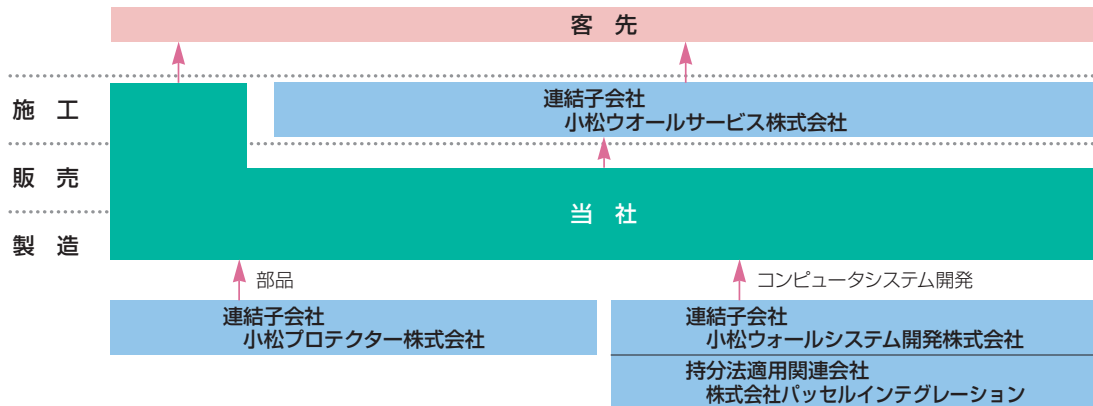 客 先
施 工
連結子会社
小松ウオールサービス株式会社
販 売
当 社
製 造
部品
コンピュータシステム開発
連結子会社
小松プロテクター株式会社
連結子会社
小松ウォールシステム開発株式会社
持分法適用関連会社
株式会社パッセルインテグレーション